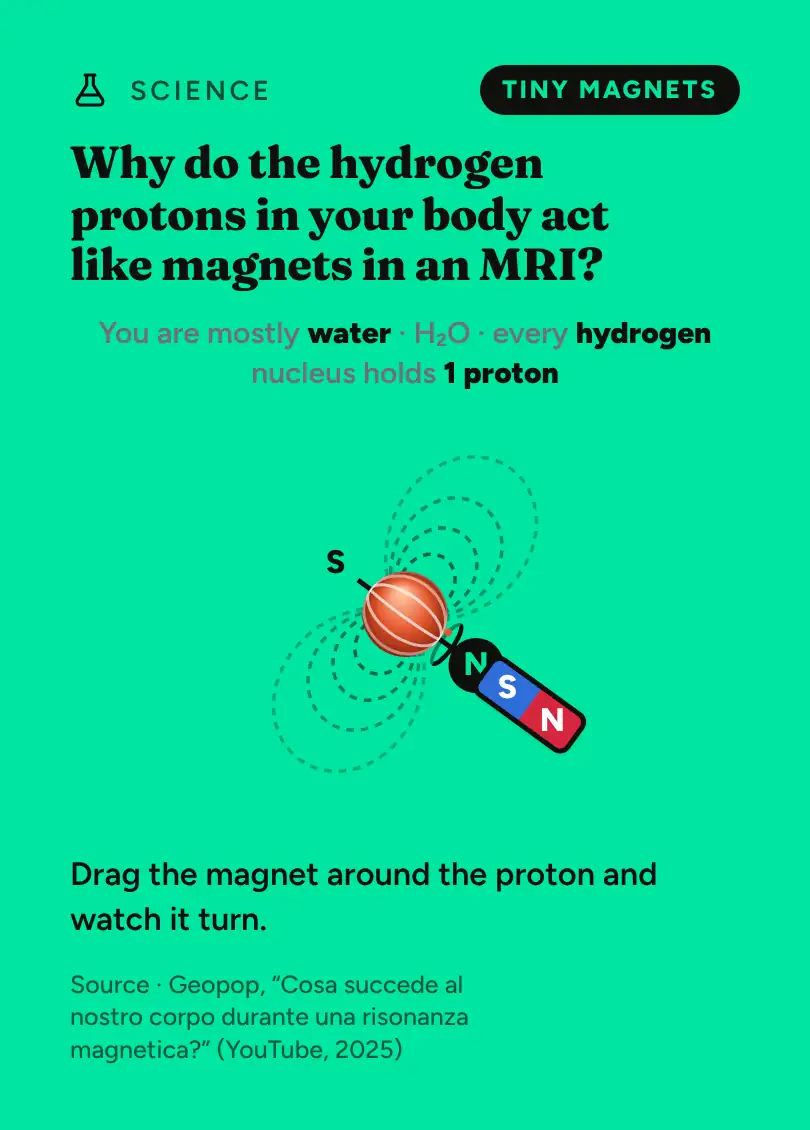 SCIENCE
TINY MAGNETS
Why do the hydrogen
protons in your body act
like magnets in an MRI?
You are mostly water · H₂O · every hydrogen
nucleus holds 1 proton
S
N
S
N
Drag the magnet around the proton and
watch it turn.
Source · Geopop, “Cosa succede al
nostro corpo durante una risonanza
magnetica?” (YouTube, 2025)